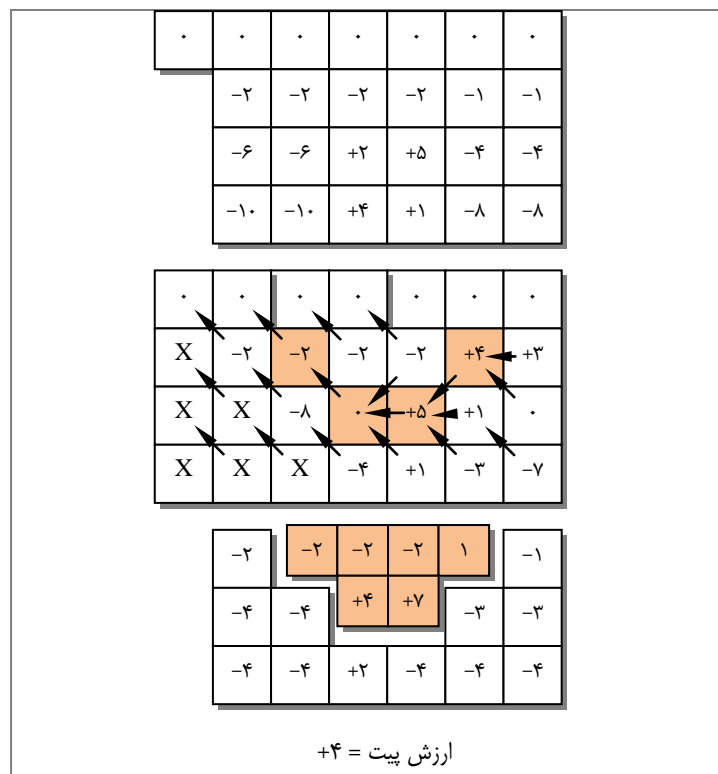 ۰ ۰ ۰ ۰ ۰ ۰ ۰
−۲ −۲ −۲ −۲ −۱ −۱
−۶ −۶ +۲ +۵ −۴ −۴
−۱۰ −۱۰ +۴ +۱ −۸ −۸
۰ ۰ ۰ ۰ ۰ ۰ ۰
X −۲ −۲ −۲ −۲ +۴ +۳
X X −۸ ۰ +۵ +۱ ۰
X X X −۴ +۱ −۳ −۷
−۲ −۲ −۲ −۲ ۱ −۱
−۴ −۴ +۴ +۷ −۳ −۳
−۴ −۴ +۲ −۴ −۴ −۴
ارزش پیت = ۴+